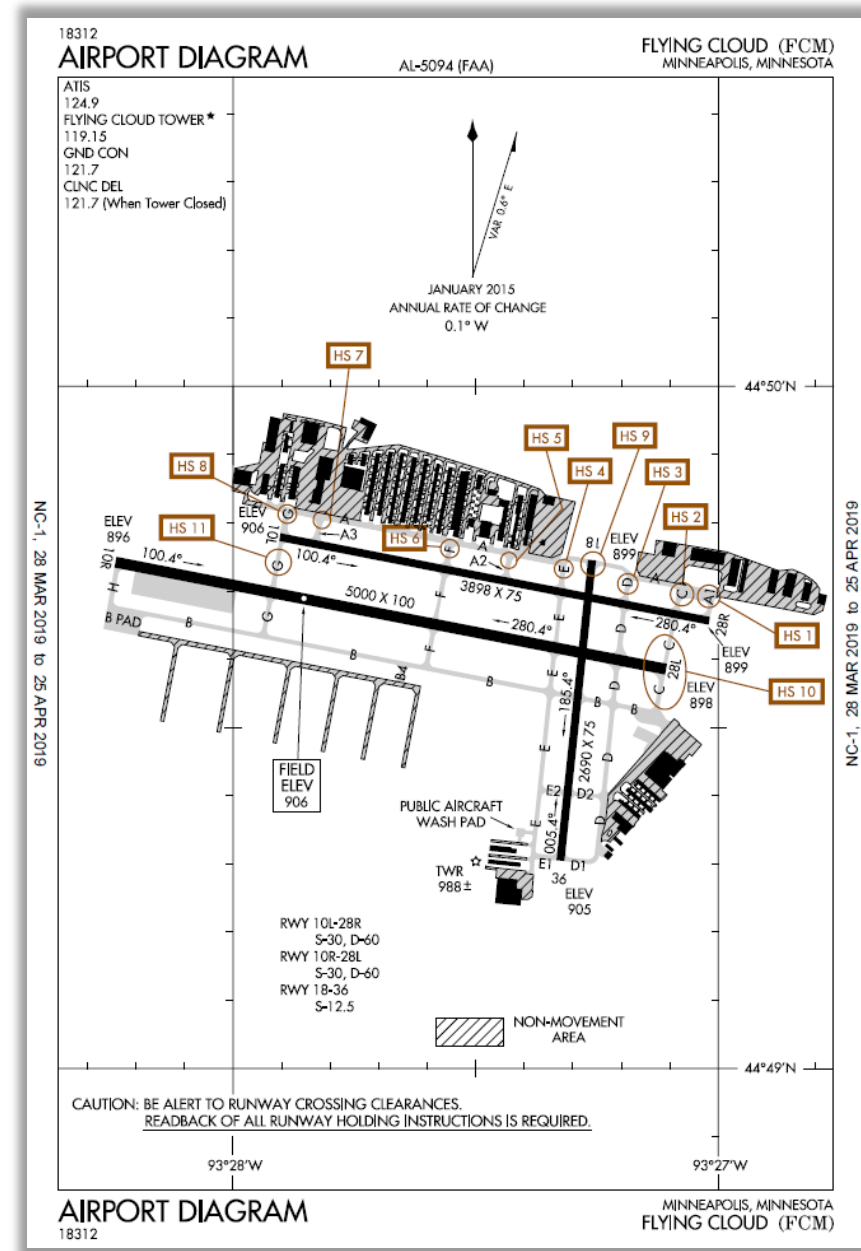 18312
AIRPORT DIAGRAM
AL-5094 (FAA)
FLYING CLOUD (FCM)
MINNEAPOLIS, MINNESOTA
ATIS
124.9
FLYING CLOUD TOWER★
119.15
GND CON
121.7
CLNC DEL
121.7 (When Tower Closed)
VAR 0.6° E
JANUARY 2015
ANNUAL RATE OF CHANGE
0.1° W
HS 7
44°50'N
HS 5
HS 9
HS 8
HS 4
HS 3
HS 2
HS 11
HS 6
HS 1
HS 10
ELEV
896
ELEV
906
ELEV
899
ELEV
899
ELEV
898
10R
10L
18
28R
28L
36
100.4°
100.4°
280.4°
280.4°
185.4°
005.4°
5000 X 100
3898 X 75
2690 X 75
G
A
A3
F
A
A2
E
D
A
C
A1
G
G
H
B PAD
B
B
B4
B
B
B
F
F
E
E
E
E
D
D
D
D
C
C
E2
D2
E1
D1
FIELD
ELEV
906
PUBLIC AIRCRAFT
WASH PAD
TWR
988±
ELEV
905
RWY 10L-28R
S-30, D-60
RWY 10R-28L
S-30, D-60
RWY 18-36
S-12.5
NON-MOVEMENT
AREA
44°49'N
CAUTION: BE ALERT TO RUNWAY CROSSING CLEARANCES.
READBACK OF ALL RUNWAY HOLDING INSTRUCTIONS IS REQUIRED.
93°28'W
93°27'W
AIRPORT DIAGRAM
18312
MINNEAPOLIS, MINNESOTA
FLYING CLOUD (FCM)
NC-1, 28 MAR 2019 to 25 APR 2019
NC-1, 28 MAR 2019 to 25 APR 2019